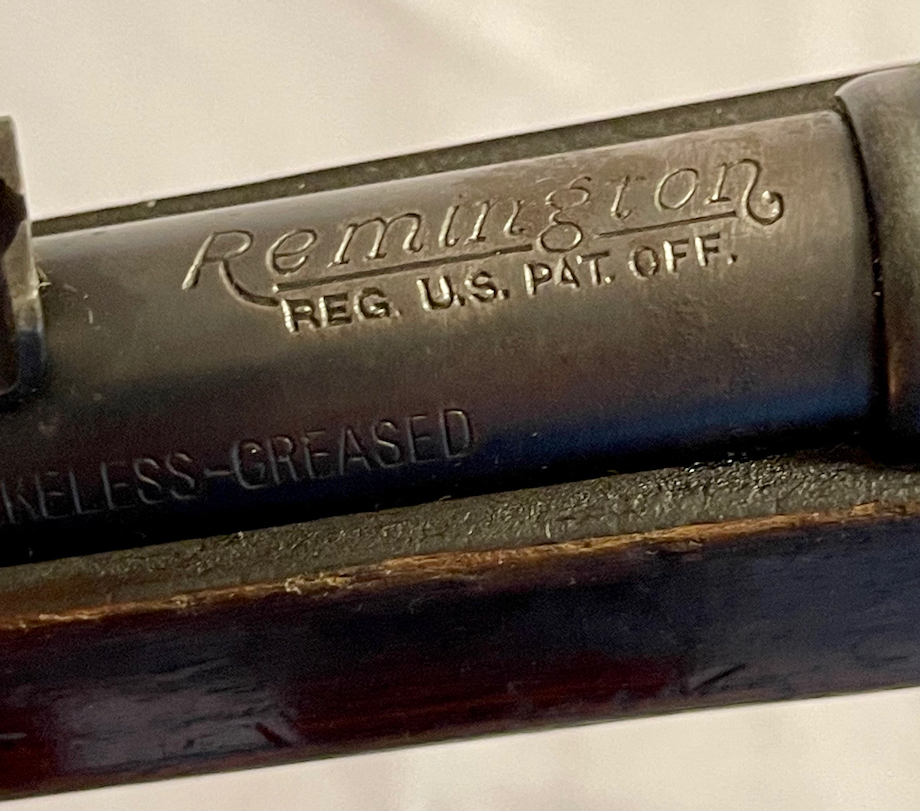 Remington
REG. U.S. PAT. OFF.
KELESS-GREASED